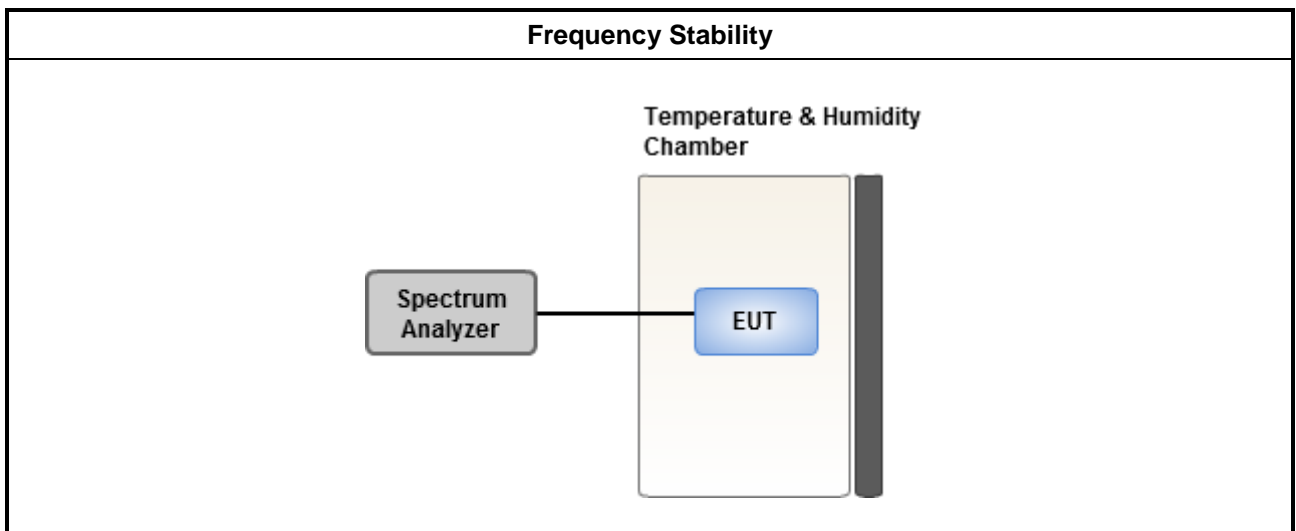 Frequency Stability
Temperature & Humidity
Chamber
Spectrum
Analyzer
EUT